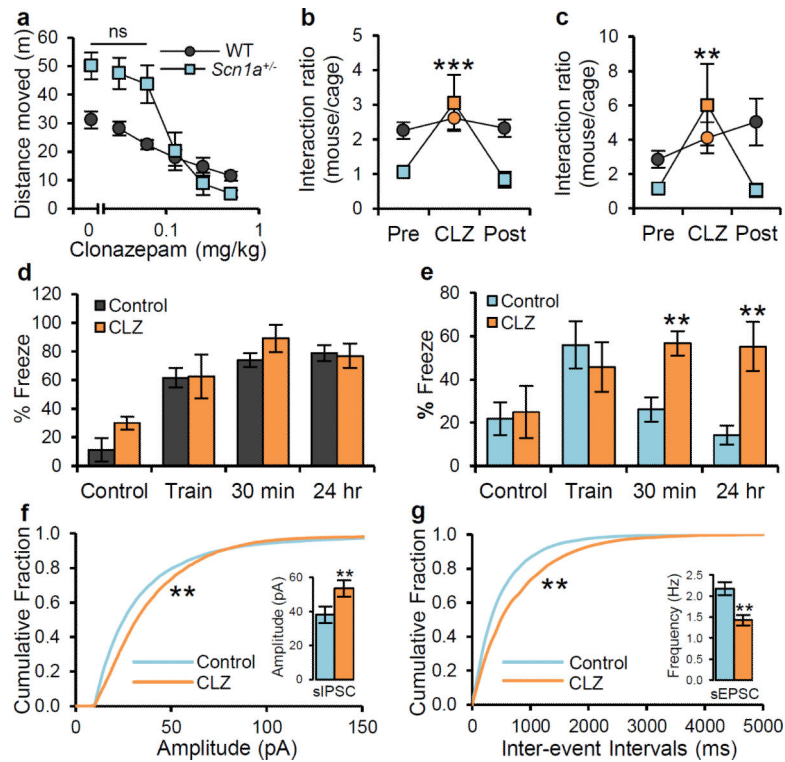 a
ns
WT
Scn1a+/-
Distance moved (m)
60
50
40
30
20
10
0
0
0.1
1
Clonazepam (mg/kg)
b
***
Interaction ratio
(mouse/cage)
5
4
3
2
1
0
Pre
CLZ
Post
c
**
Interaction ratio
(mouse/cage)
10
8
6
4
2
0
Pre
CLZ
Post
d
Control
CLZ
% Freeze
120
100
80
60
40
20
0
Control
Train
30 min
24 hr
e
Control
CLZ
** **
% Freeze
80
60
40
20
0
Control
Train
30 min
24 hr
f
Cumulative Fraction
1.0
0.8
0.6
0.4
0.2
0.0
**
Control
CLZ
0
50
100
150
Amplitude (pA)
Amplitude (pA)
60
40
20
0
**
sIPSC
g
Cumulative Fraction
1.0
0.8
0.6
0.4
0.2
0.0
**
Control
CLZ
0
1000
2000
3000
4000
5000
Inter-event Intervals (ms)
Frequency (Hz)
2.5
2.0
1.5
1.0
0.5
0.0
**
sEPSC